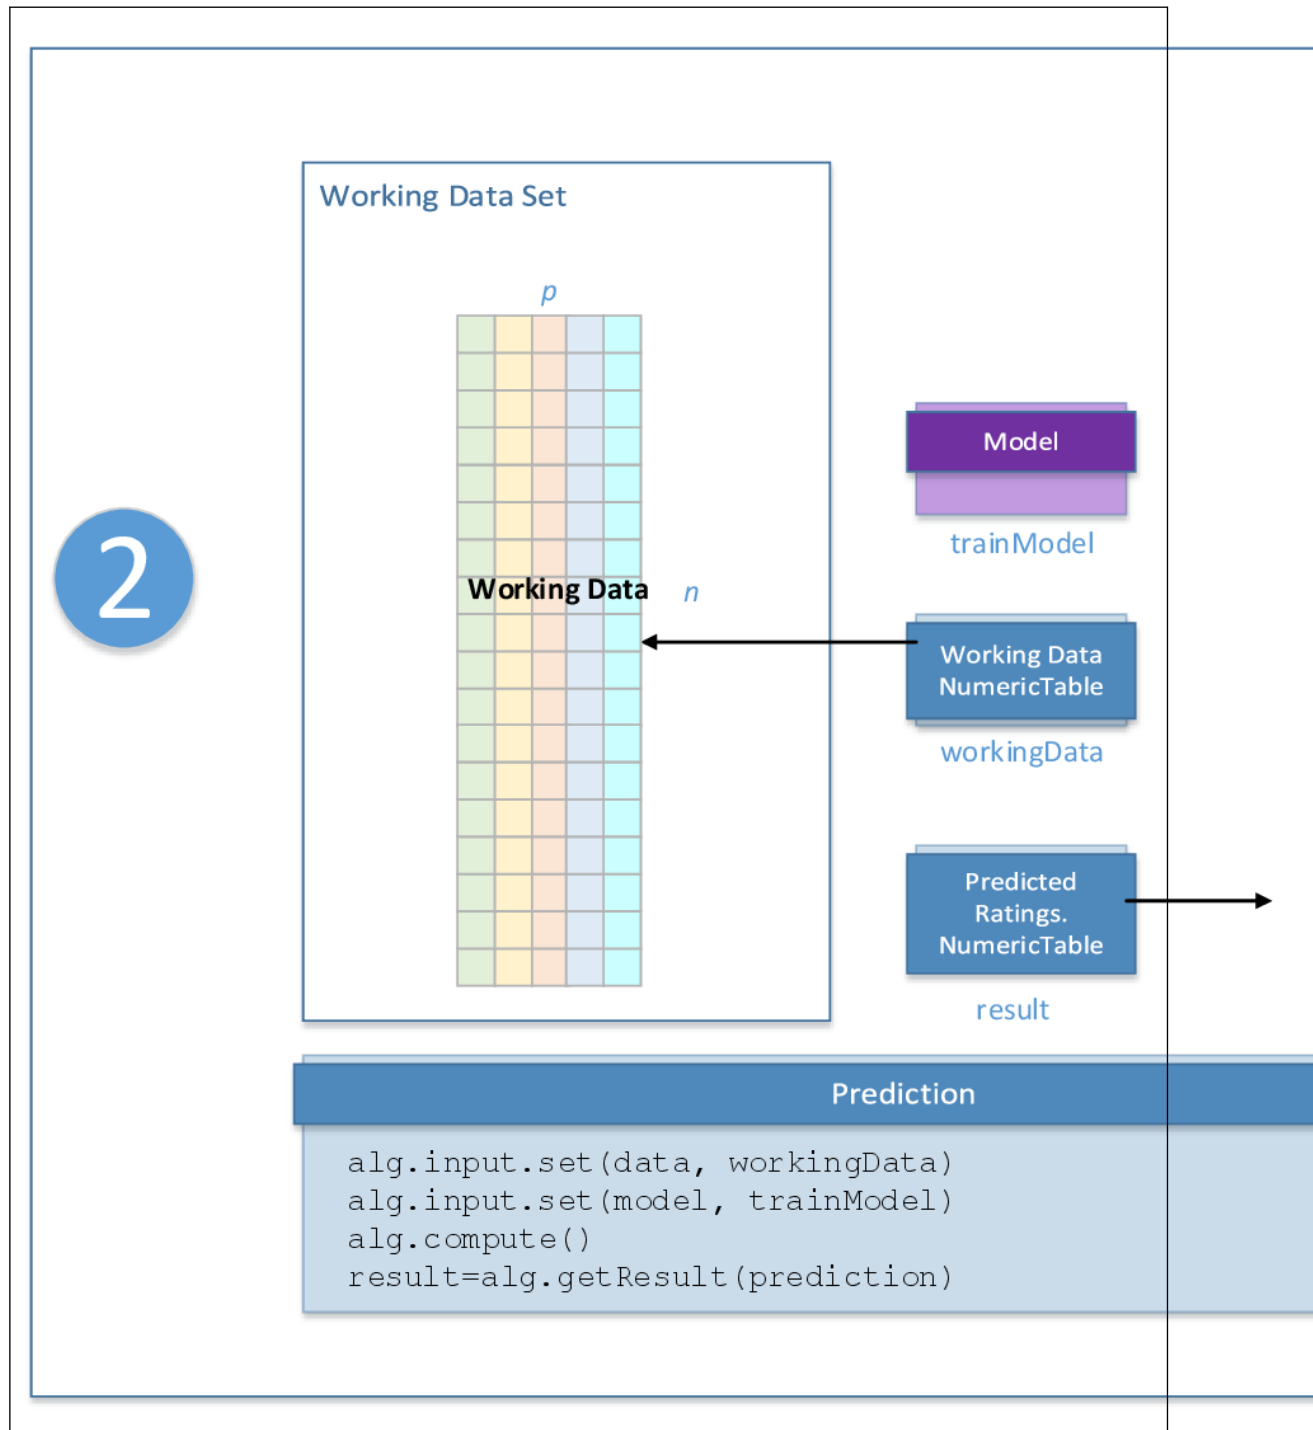 Working Data Set
p
Model
trainModel
2
Working Data
n
Working Data
NumericTable
workingData
Predicted
Ratings.
NumericTable
result
Prediction
alg.input.set(data, workingData)
alg.input.set(model, trainModel)
alg.compute()
result=alg.getResult(prediction)